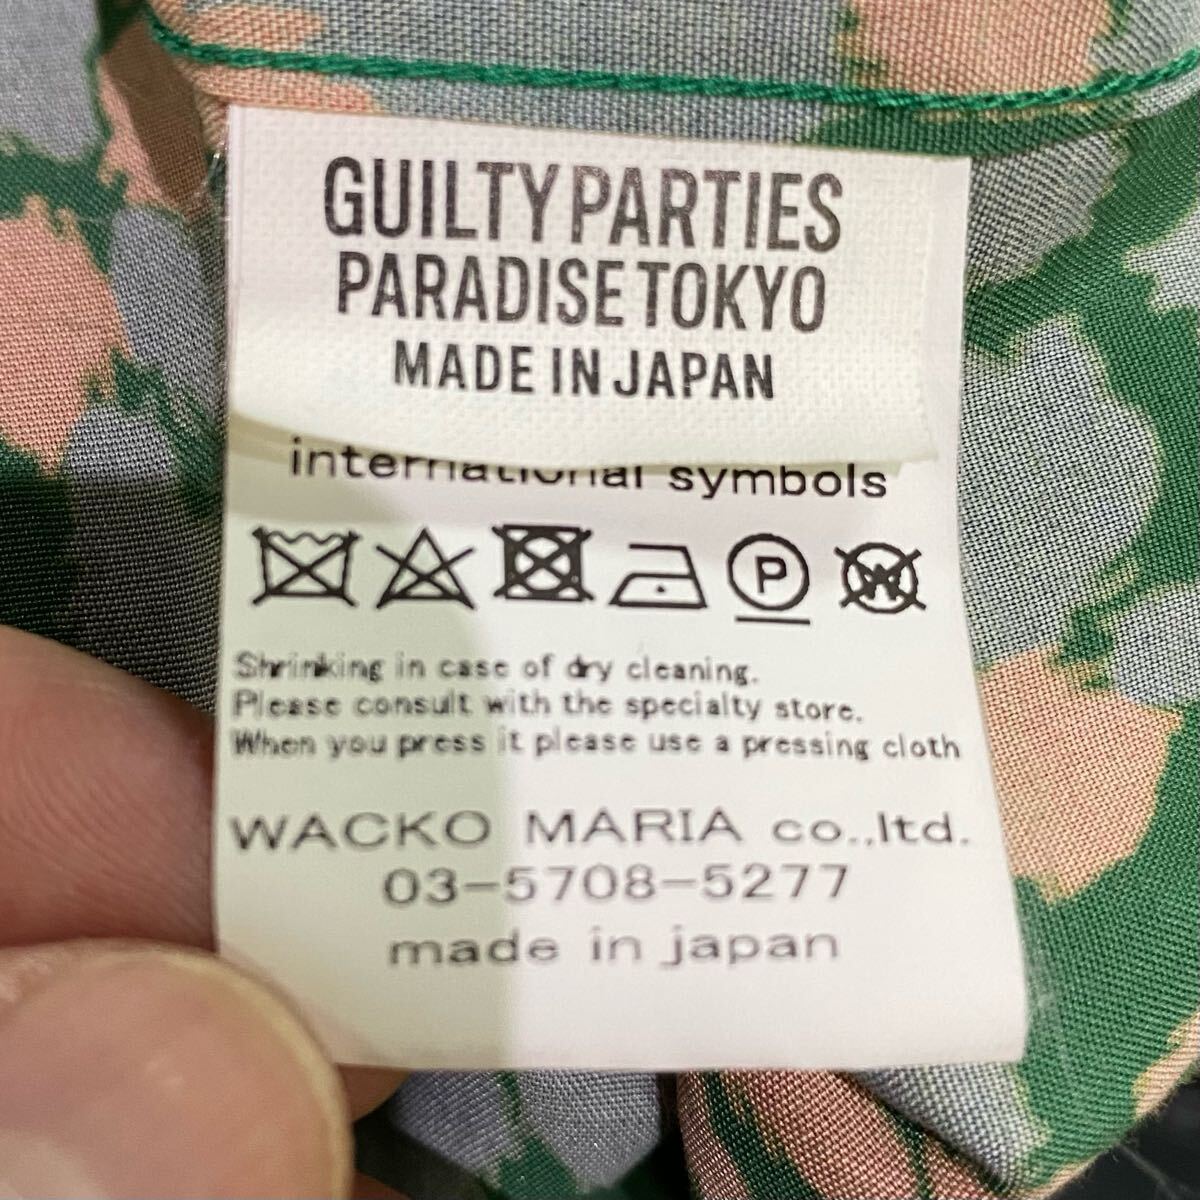 GUILTY PARTIES
PARADISE TOKYO
MADE IN JAPAN
international symbols
P W
Shrinking in case of dry cleaning.
Please consult with the specialty store.
When you press it please use a pressing cloth
WACKO MARIA co.,ltd.
03-5708-5277
made in japan